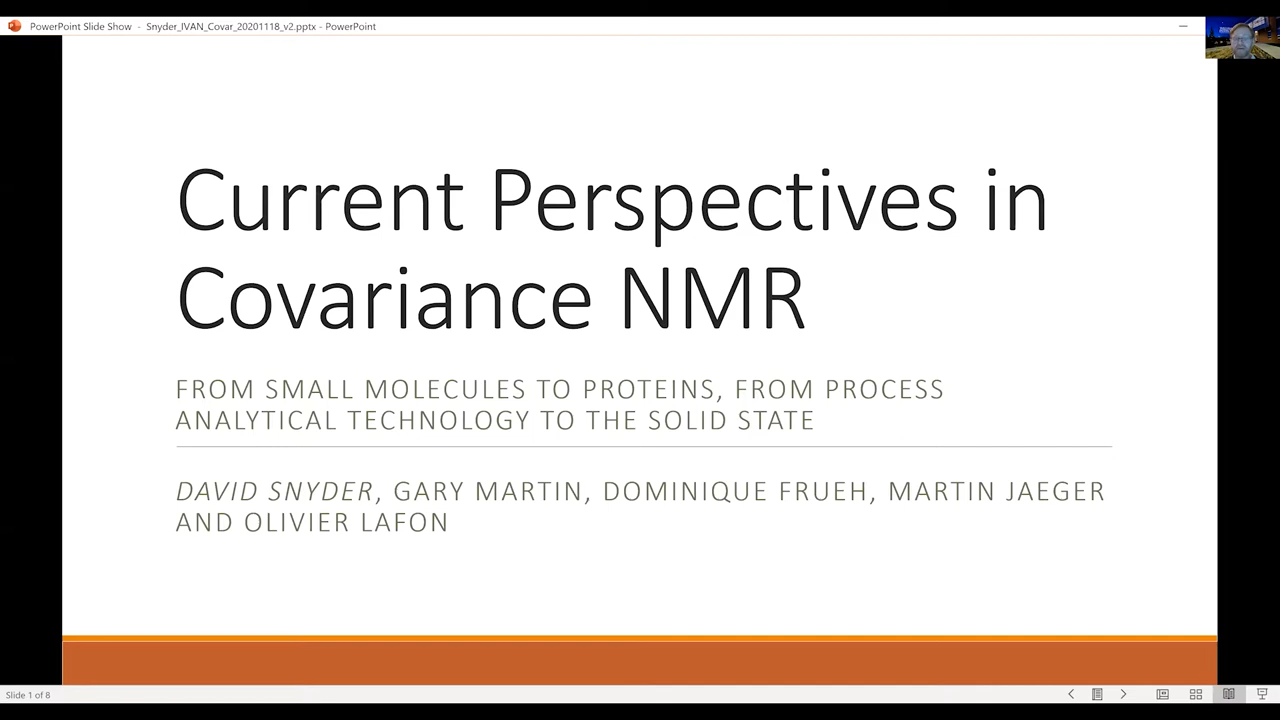 PowerPoint Slide Show - Snyder_IVAN_Covar_20201118_v2.pptx - PowerPoint
Current Perspectives in
Covariance NMR
FROM SMALL MOLECULES TO PROTEINS, FROM PROCESS
ANALYTICAL TECHNOLOGY TO THE SOLID STATE
DAVID SNYDER, GARY MARTIN, DOMINIQUE FRUEH, MARTIN JAEGER
AND OLIVIER LAFON
Slide 1 of 8